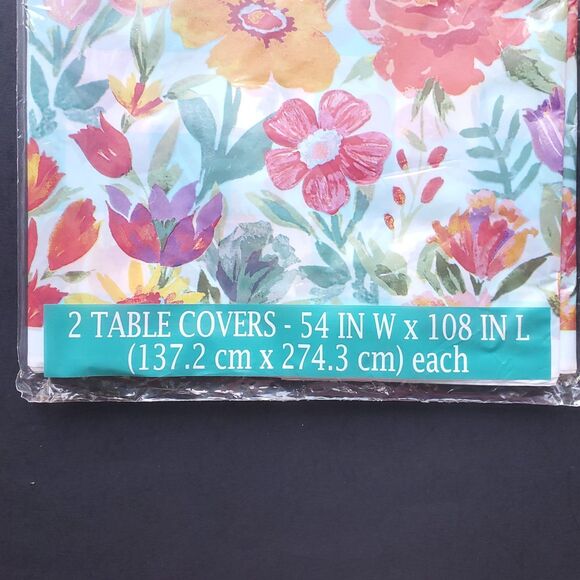 2 TABLE COVERS - 54 IN W x 108 IN L
(137.2 cm x 274.3 cm) each